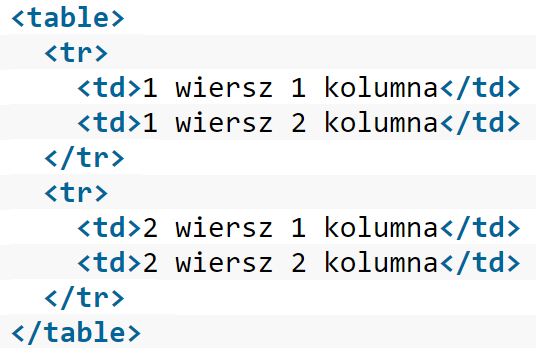 <table>
  <tr>
    <td>1 wiersz 1 kolumna</td>
    <td>1 wiersz 2 kolumna</td>
  </tr>
  <tr>
    <td>2 wiersz 1 kolumna</td>
    <td>2 wiersz 2 kolumna</td>
  </tr>
</table>